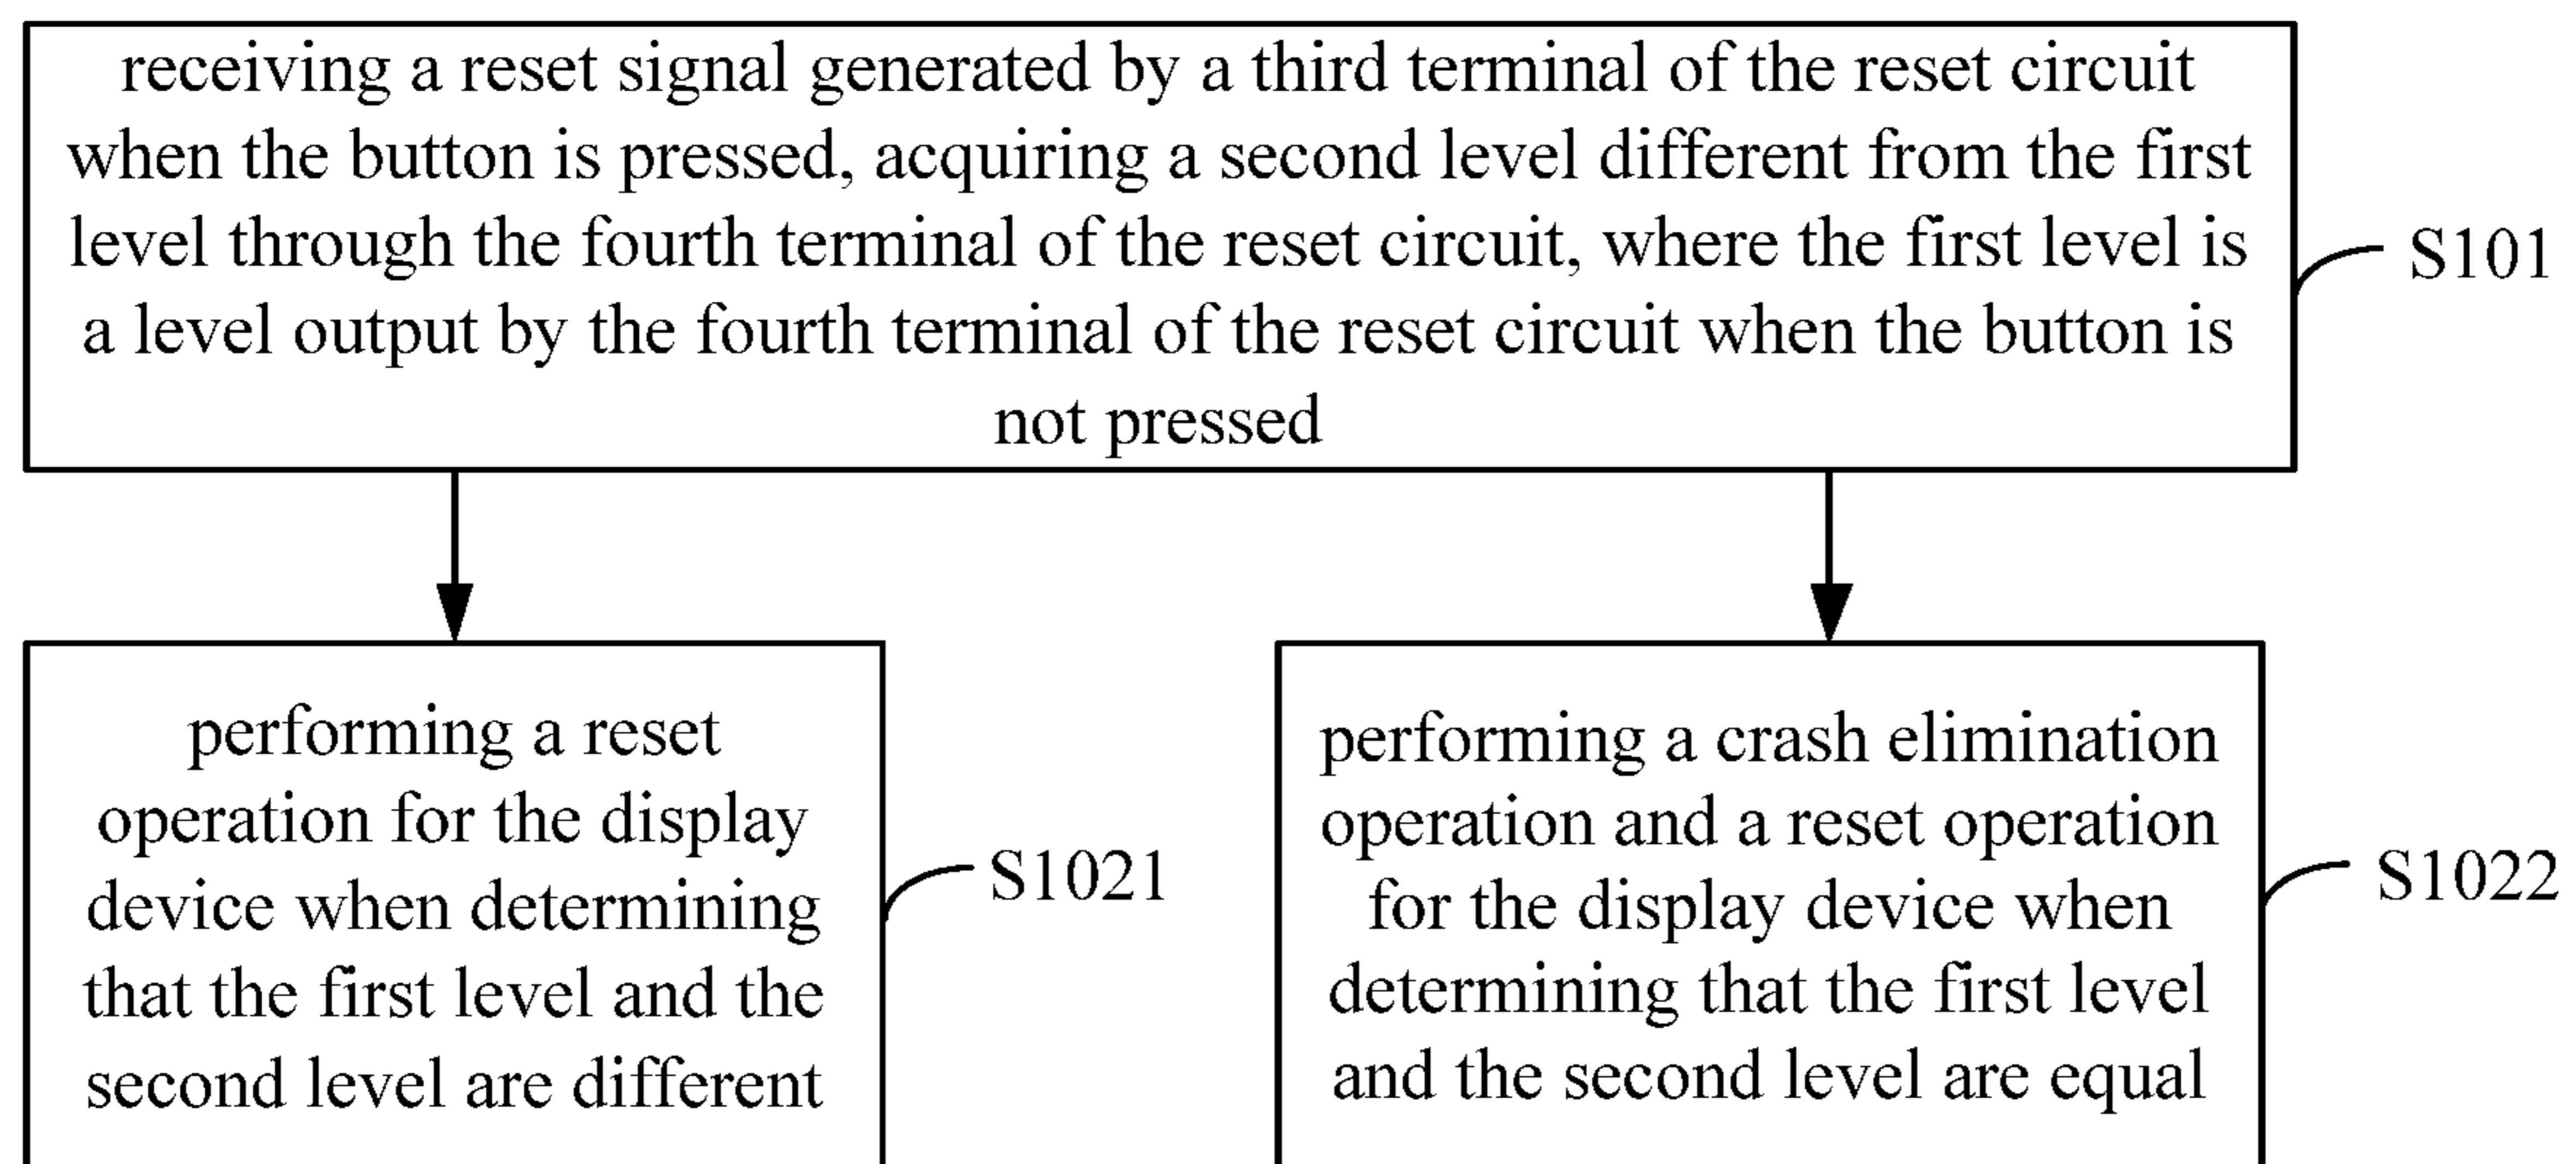 receiving a reset signal generated by a third terminal of the reset circuit
when the button is pressed, acquiring a second level different from the first
level through the fourth terminal of the reset circuit, where the first level is
a level output by the fourth terminal of the reset circuit when the button is
not pressed
S101
performing a reset
operation for the display
device when determining
that the first level and the
second level are different
S1021
performing a crash elimination
operation and a reset operation
for the display device when
determining that the first level
and the second level are equal
S1022